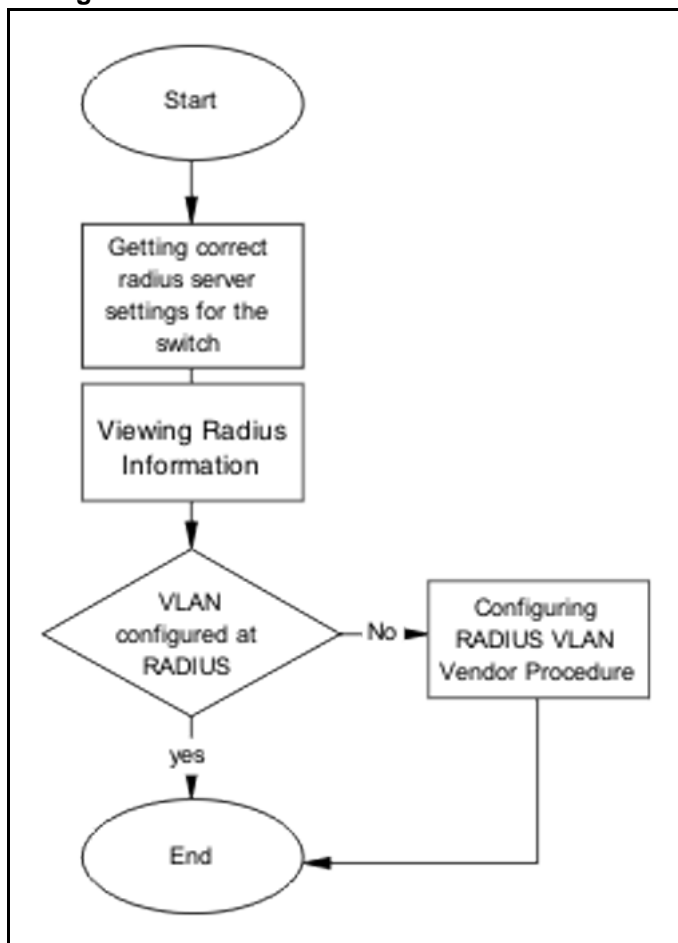 Start
Getting correct
radius server
settings for the
switch
Viewing Radius
Information
VLAN
configured at
RADIUS
No
Configuring
RADIUS VLAN
Vendor Procedure
yes
End